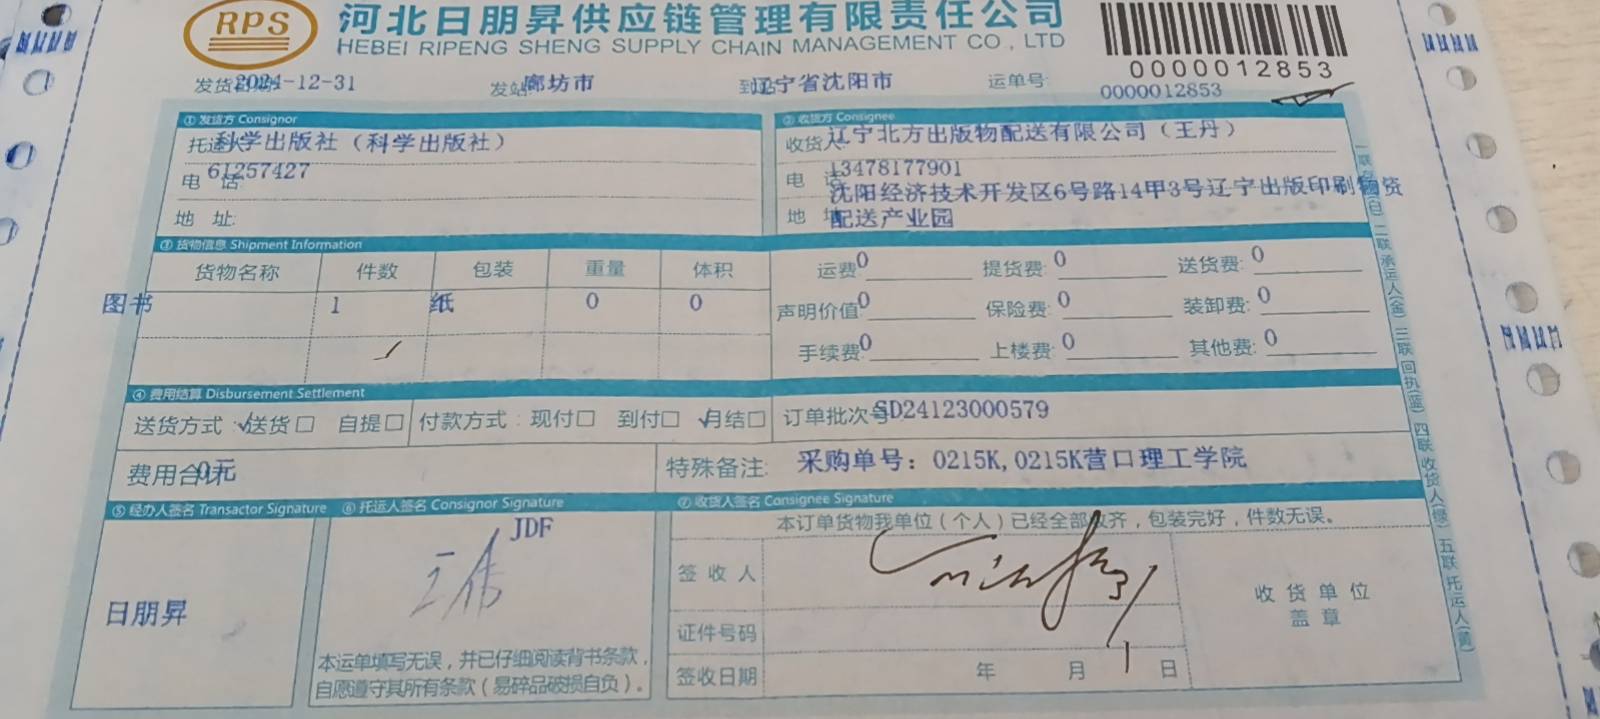 RPS
河北日朋昇供应链管理有限责任公司
HEBEI RIPENG SHENG SUPPLY CHAIN MANAGEMENT CO., LTD
0000012853
发货日期: 2024-12-31 发站 廊坊市 到站 辽宁省沈阳市 运单号 0000012853
① 发货方 Consignor
托运人 科学出版社（科学出版社）
电 话 61257427
地 址:
② 收货方 Consignee
收货人 辽宁北方出版物配送有限公司（王丹）
电 话 13478177901
地 址 沈阳经济技术开发区6号路14甲3号辽宁出版印刷物资
配送产业园
③ 货物信息 Shipment Information
货物名称 件数 包装 重量 体积
图书 1 纸 0 0
运费 0 提货费: 0 送货费: 0
声明价值 0 保险费: 0 装卸费: 0
手续费 0 上楼费: 0 其他费: 0
④ 费用结算 Disbursement Settlement
送货方式: ✓送货□ 自提□ 付款方式: 现付□ 到付□ ✓月结□ 订单批次号 SD24123000579
费用合计: 0元 特殊备注: 采购单号：0215K,0215K营口理工学院
⑤ 经办人签名 Transactor Signature
日朋昇
⑥ 托运人签名 Consignor Signature
JDF
本运单填写无误，并已仔细阅读背书条款，
自愿遵守其所有条款（易碎品破损自负）。
⑦ 收货人签名 Consignee Signature
本订单货物我单位（个人）已经全部收齐，包装完好，件数无误。
签 收 人
证件号码
签收日期 年 月 日
收 货 单 位
盖 章
二联承运人(金) 三联回执(蓝) 四联收货人 五联托运人(黄)